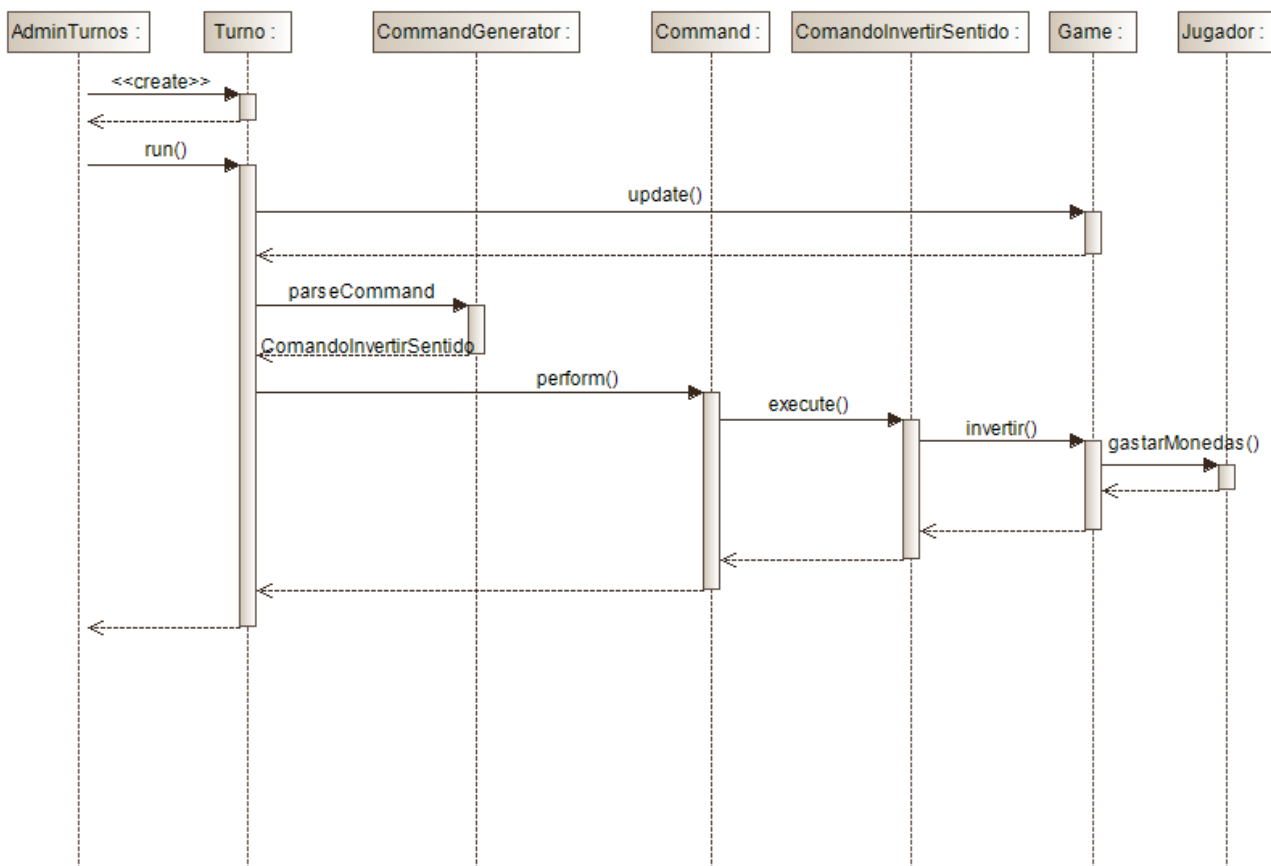 AdminTurnos :
Turno :
CommandGenerator :
Command :
ComandoInvertirSentido :
Game :
Jugador :
<<create>>
run()
update()
parseCommand
ComandoInvertirSentido
perform()
execute()
invertir()
gastarMonedas()